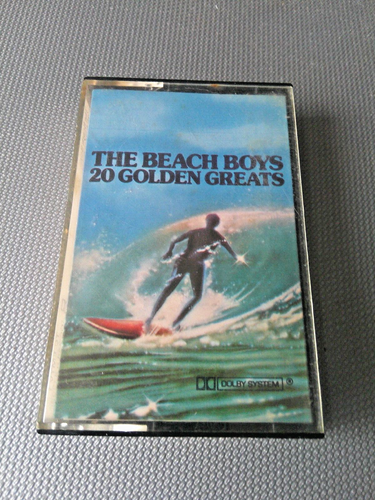 THE BEACH BOYS
20 GOLDEN GREATS
DOLBY SYSTEM ®